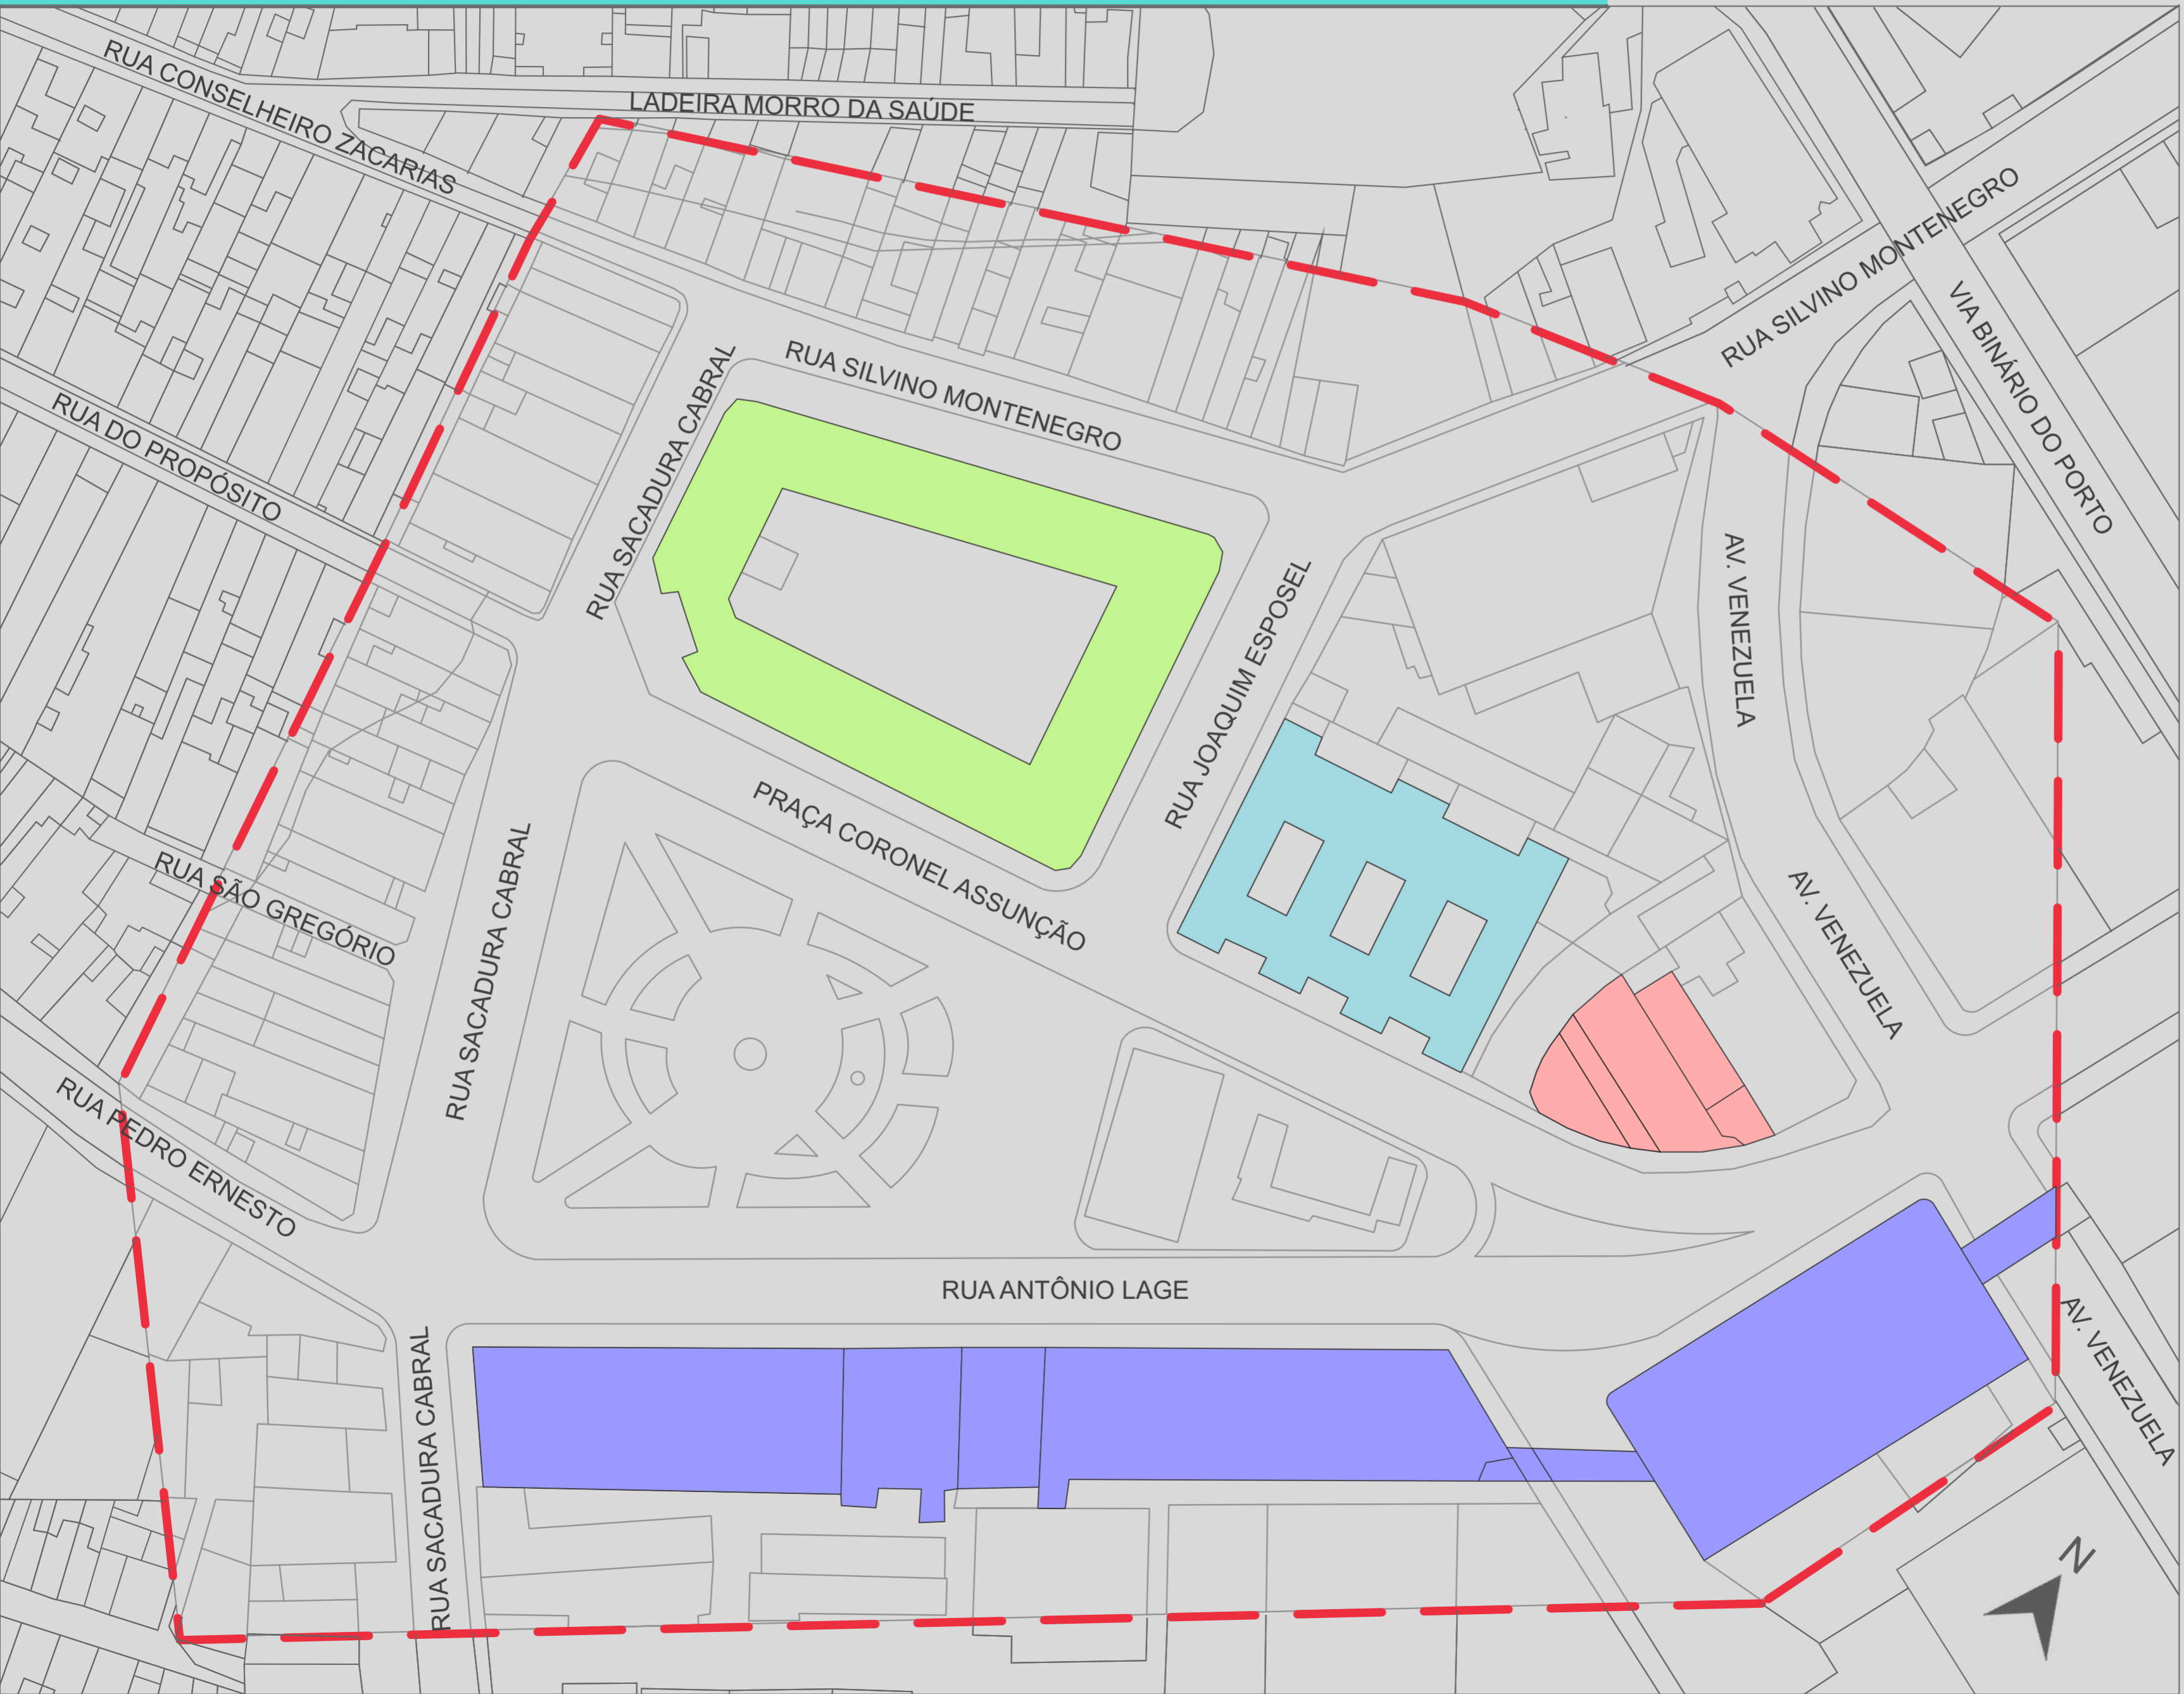 RUA CONSELHEIRO ZACARIAS
LADEIRA MORRO DA SAÚDE
RUA SILVINO MONTENEGRO
VIA BINÁRIO DO PORTO
RUA SACADURA CABRAL
RUA SILVINO MONTENEGRO
RUA DO PROPÓSITO
AV. VENEZUELA
RUA JOAQUIM ESPOSEL
PRAÇA CORONEL ASSUNÇÃO
RUA SÃO GREGÓRIO
RUA SACADURA CABRAL
AV. VENEZUELA
RUA PEDRO ERNESTO
RUA ANTÔNIO LAGE
RUA SACADURA CABRAL
AV. VENEZUELA
N